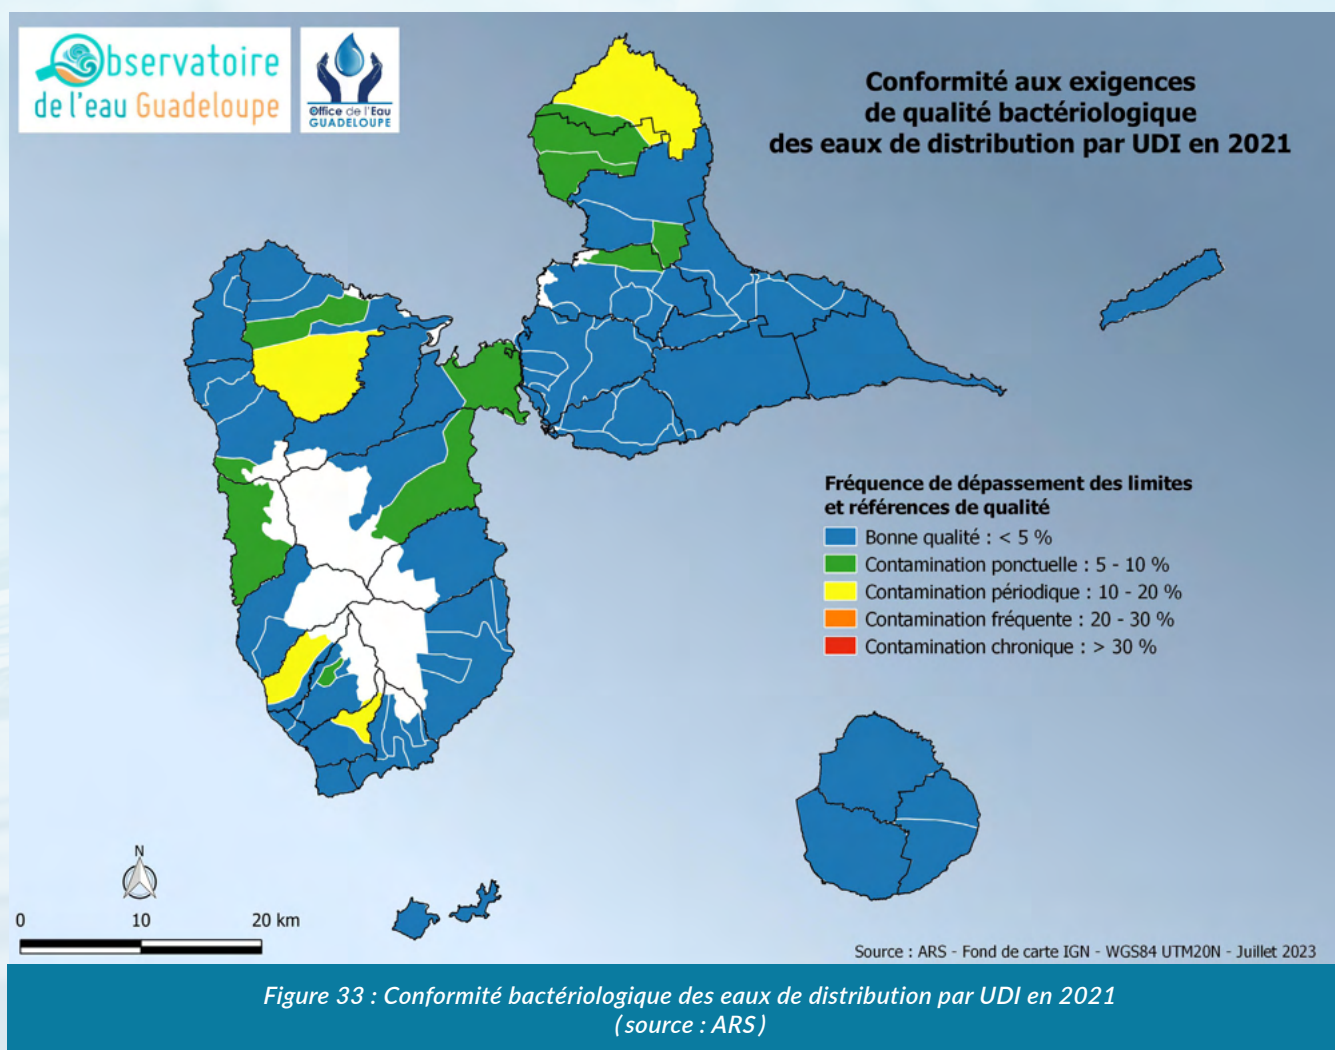 Observatoire
de l'eau Guadeloupe
Office de l'Eau
GUADELOUPE
Conformité aux exigences
de qualité bactériologique
des eaux de distribution par UDI en 2021
Fréquence de dépassement des limites
et références de qualité
Bonne qualité : < 5 %
Contamination ponctuelle : 5 - 10 %
Contamination périodique : 10 - 20 %
Contamination fréquente : 20 - 30 %
Contamination chronique : > 30 %
N
0 10 20 km
Source : ARS - Fond de carte IGN - WGS84 UTM20N - Juillet 2023
Figure 33 : Conformité bactériologique des eaux de distribution par UDI en 2021
(source : ARS)